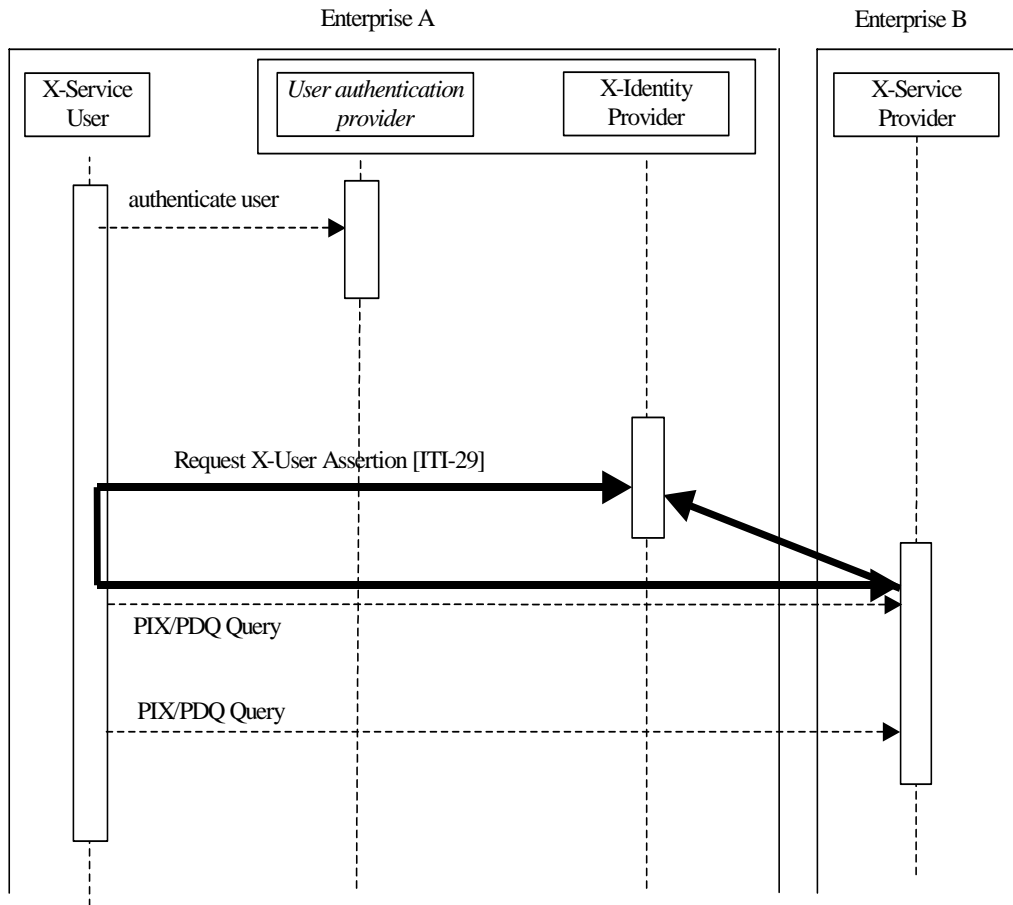 Enterprise A
Enterprise B
X-Service
User
User authentication
provider
X-Identity
Provider
X-Service
Provider
authenticate user
Request X-User Assertion [ITI-29]
PIX/PDQ Query
PIX/PDQ Query